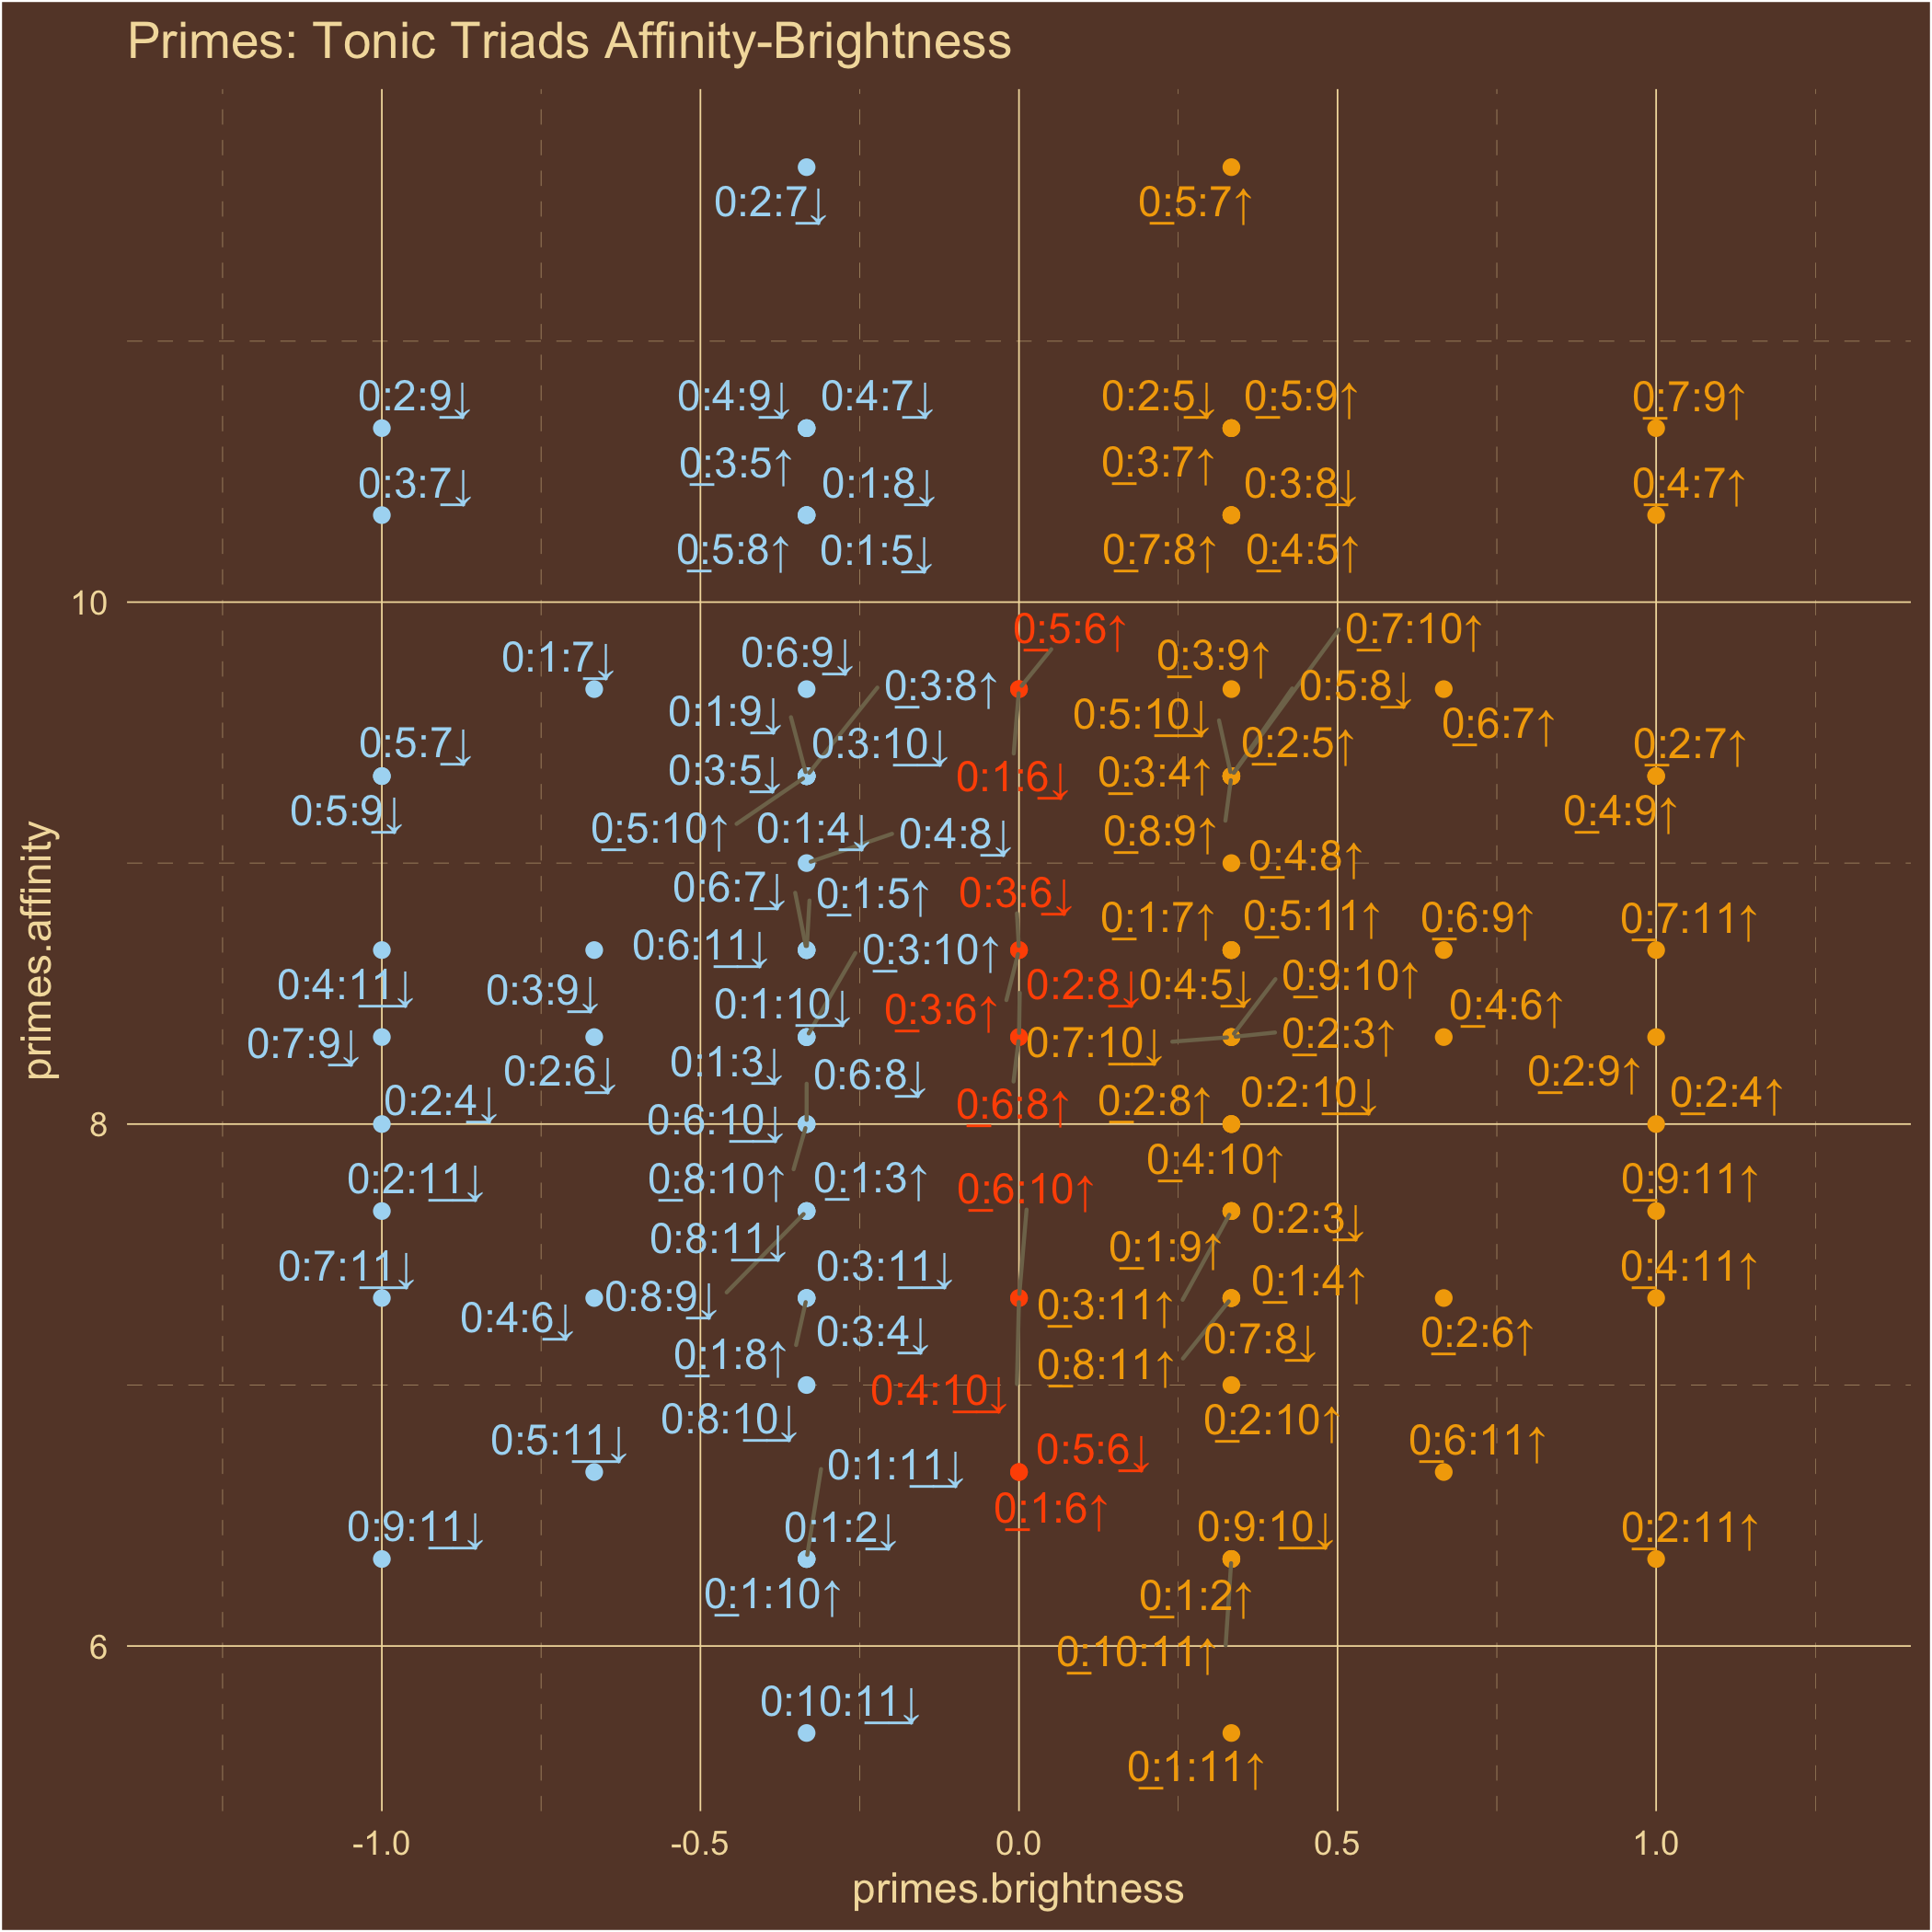 Primes: Tonic Triads Affinity-Brightness
0:2:7↓ 0:5:7↑
0:2:9↓ 0:4:9↓ 0:4:7↓ 0:2:5↓ 0:5:9↑ 0:7:9↑
0:3:5↑ 0:3:7↑
0:3:7↓ 0:1:8↓ 0:3:8↓ 0:4:7↑
0:5:8↑ 0:1:5↓ 0:7:8↑ 0:4:5↑
10
0:5:6↑ 0:7:10↑
0:1:7↓ 0:6:9↓ 0:3:9↑
0:3:8↑ 0:5:8↓
0:1:9↓ 0:5:10↓ 0:6:7↑
0:5:7↓ 0:3:10↓ 0:2:5↑ 0:2:7↑
0:3:5↓ 0:1:6↓ 0:3:4↑
0:5:9↓ 0:4:9↑
0:5:10↑ 0:1:4↓ 0:4:8↓ 0:8:9↑
0:4:8↑
0:6:7↓ 0:1:5↑ 0:3:6↓
0:1:7↑ 0:5:11↑ 0:6:9↑ 0:7:11↑
0:6:11↓ 0:3:10↑
0:4:11↓ 0:3:9↓ 0:2:8↓ 0:4:5↓ 0:9:10↑
0:1:10↓ 0:3:6↑ 0:4:6↑
0:7:9↓ 0:7:10↓ 0:2:3↑
0:2:6↓ 0:1:3↓ 0:6:8↓ 0:2:9↑
0:2:4↓ 0:6:8↑ 0:2:8↑ 0:2:10↓ 0:2:4↑
8
0:6:10↓
0:4:10↑
0:2:11↓ 0:8:10↑ 0:1:3↑ 0:6:10↑ 0:9:11↑
0:8:11↓ 0:1:9↑ 0:2:3↓
0:7:11↓ 0:3:11↓ 0:1:4↑ 0:4:11↑
0:4:6↓ 0:8:9↓ 0:3:11↑
0:1:8↑ 0:3:4↓ 0:7:8↓ 0:2:6↑
0:8:11↑
0:4:10↓
0:8:10↓ 0:2:10↑
0:5:11↓ 0:5:6↓ 0:6:11↑
0:1:11↓
0:1:6↑
0:9:11↓ 0:1:2↓ 0:9:10↓ 0:2:11↑
0:1:10↑ 0:1:2↑
6
0:10:11↑
0:10:11↓
0:1:11↑
-1.0 -0.5 0.0 0.5 1.0
primes.brightness
primes.affinity